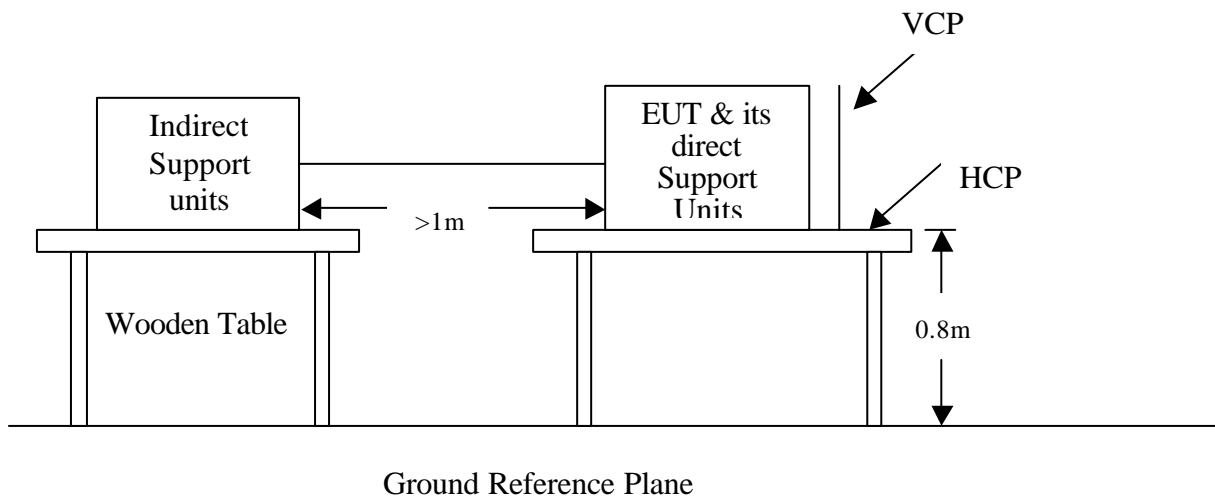 VCP
Indirect
Support
units
EUT & its
direct
Support
Units
HCP
>1m
Wooden Table
0.8m
Ground Reference Plane